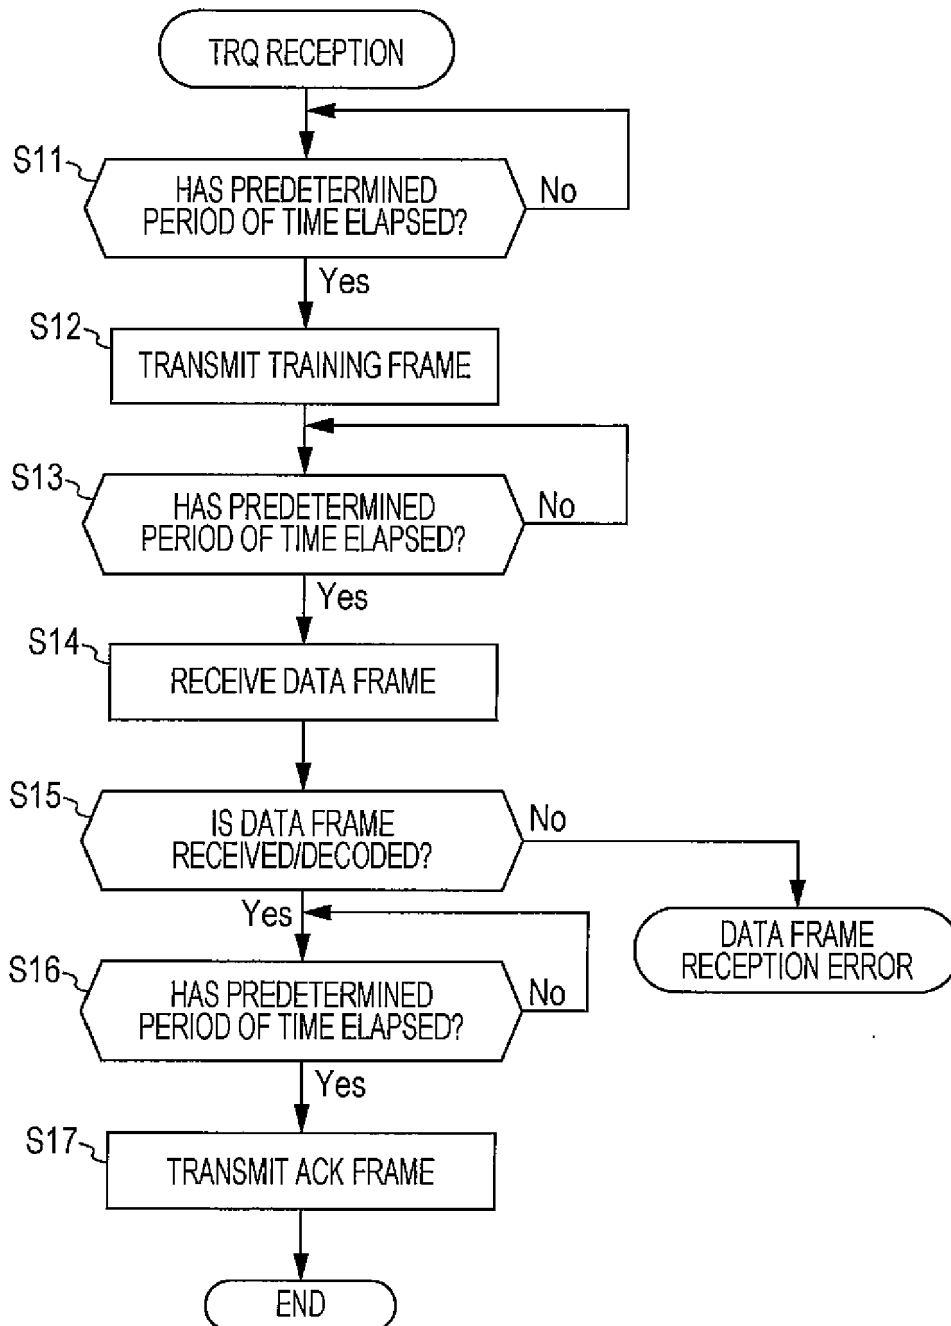 TRQ RECEPTION
S11
HAS PREDETERMINED
PERIOD OF TIME ELAPSED?
No
Yes
S12
TRANSMIT TRAINING FRAME
S13
HAS PREDETERMINED
PERIOD OF TIME ELAPSED?
No
Yes
S14
RECEIVE DATA FRAME
S15
IS DATA FRAME
RECEIVED/DECODED?
No
Yes
DATA FRAME
RECEPTION ERROR
S16
HAS PREDETERMINED
PERIOD OF TIME ELAPSED?
No
Yes
S17
TRANSMIT ACK FRAME
END